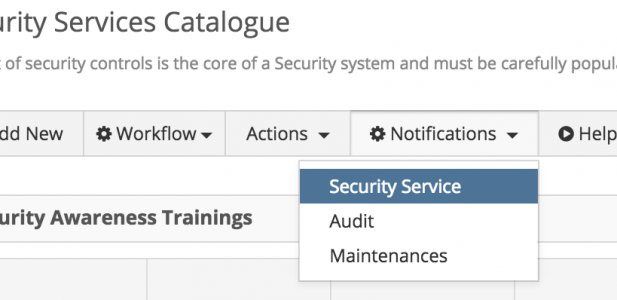 urity Services Catalogue
of security controls is the core of a Security system and must be carefully popul
dd New Workflow Actions Notifications Help
Security Service
urity Awareness Trainings
Audit
Maintenances